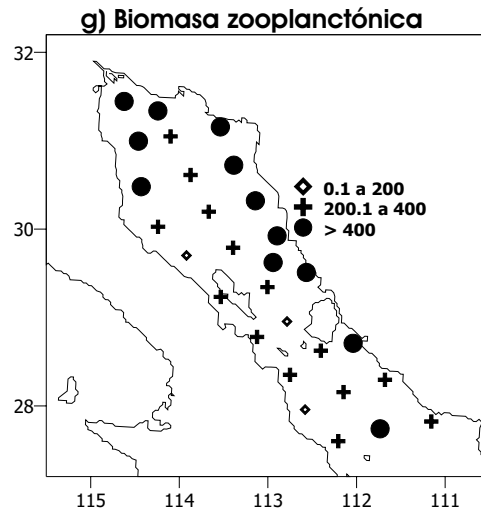 g) Biomasa zooplanctónica
32
0.1 a 200
200.1 a 400
> 400
30
28
115 114 113 112 111